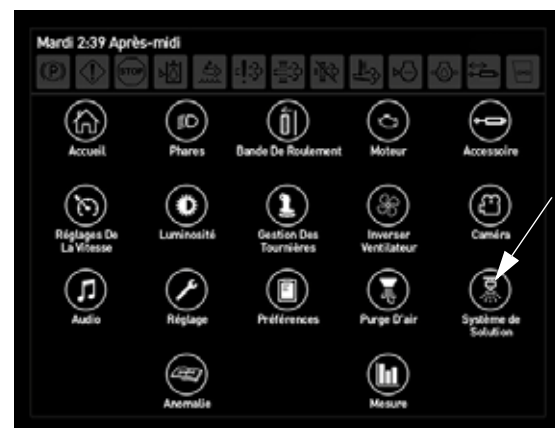 Mardi 2:39 Après-midi
(P) STOP
Accueil Phares Bande De Roulement Moteur Accessoire
Réglages De La Vitesse Luminosité Gestion Des Tournières Inverser Ventilateur Caméra
Audio Réglage Préférences Purge D'air Système de Solution
Anomalie Mesure